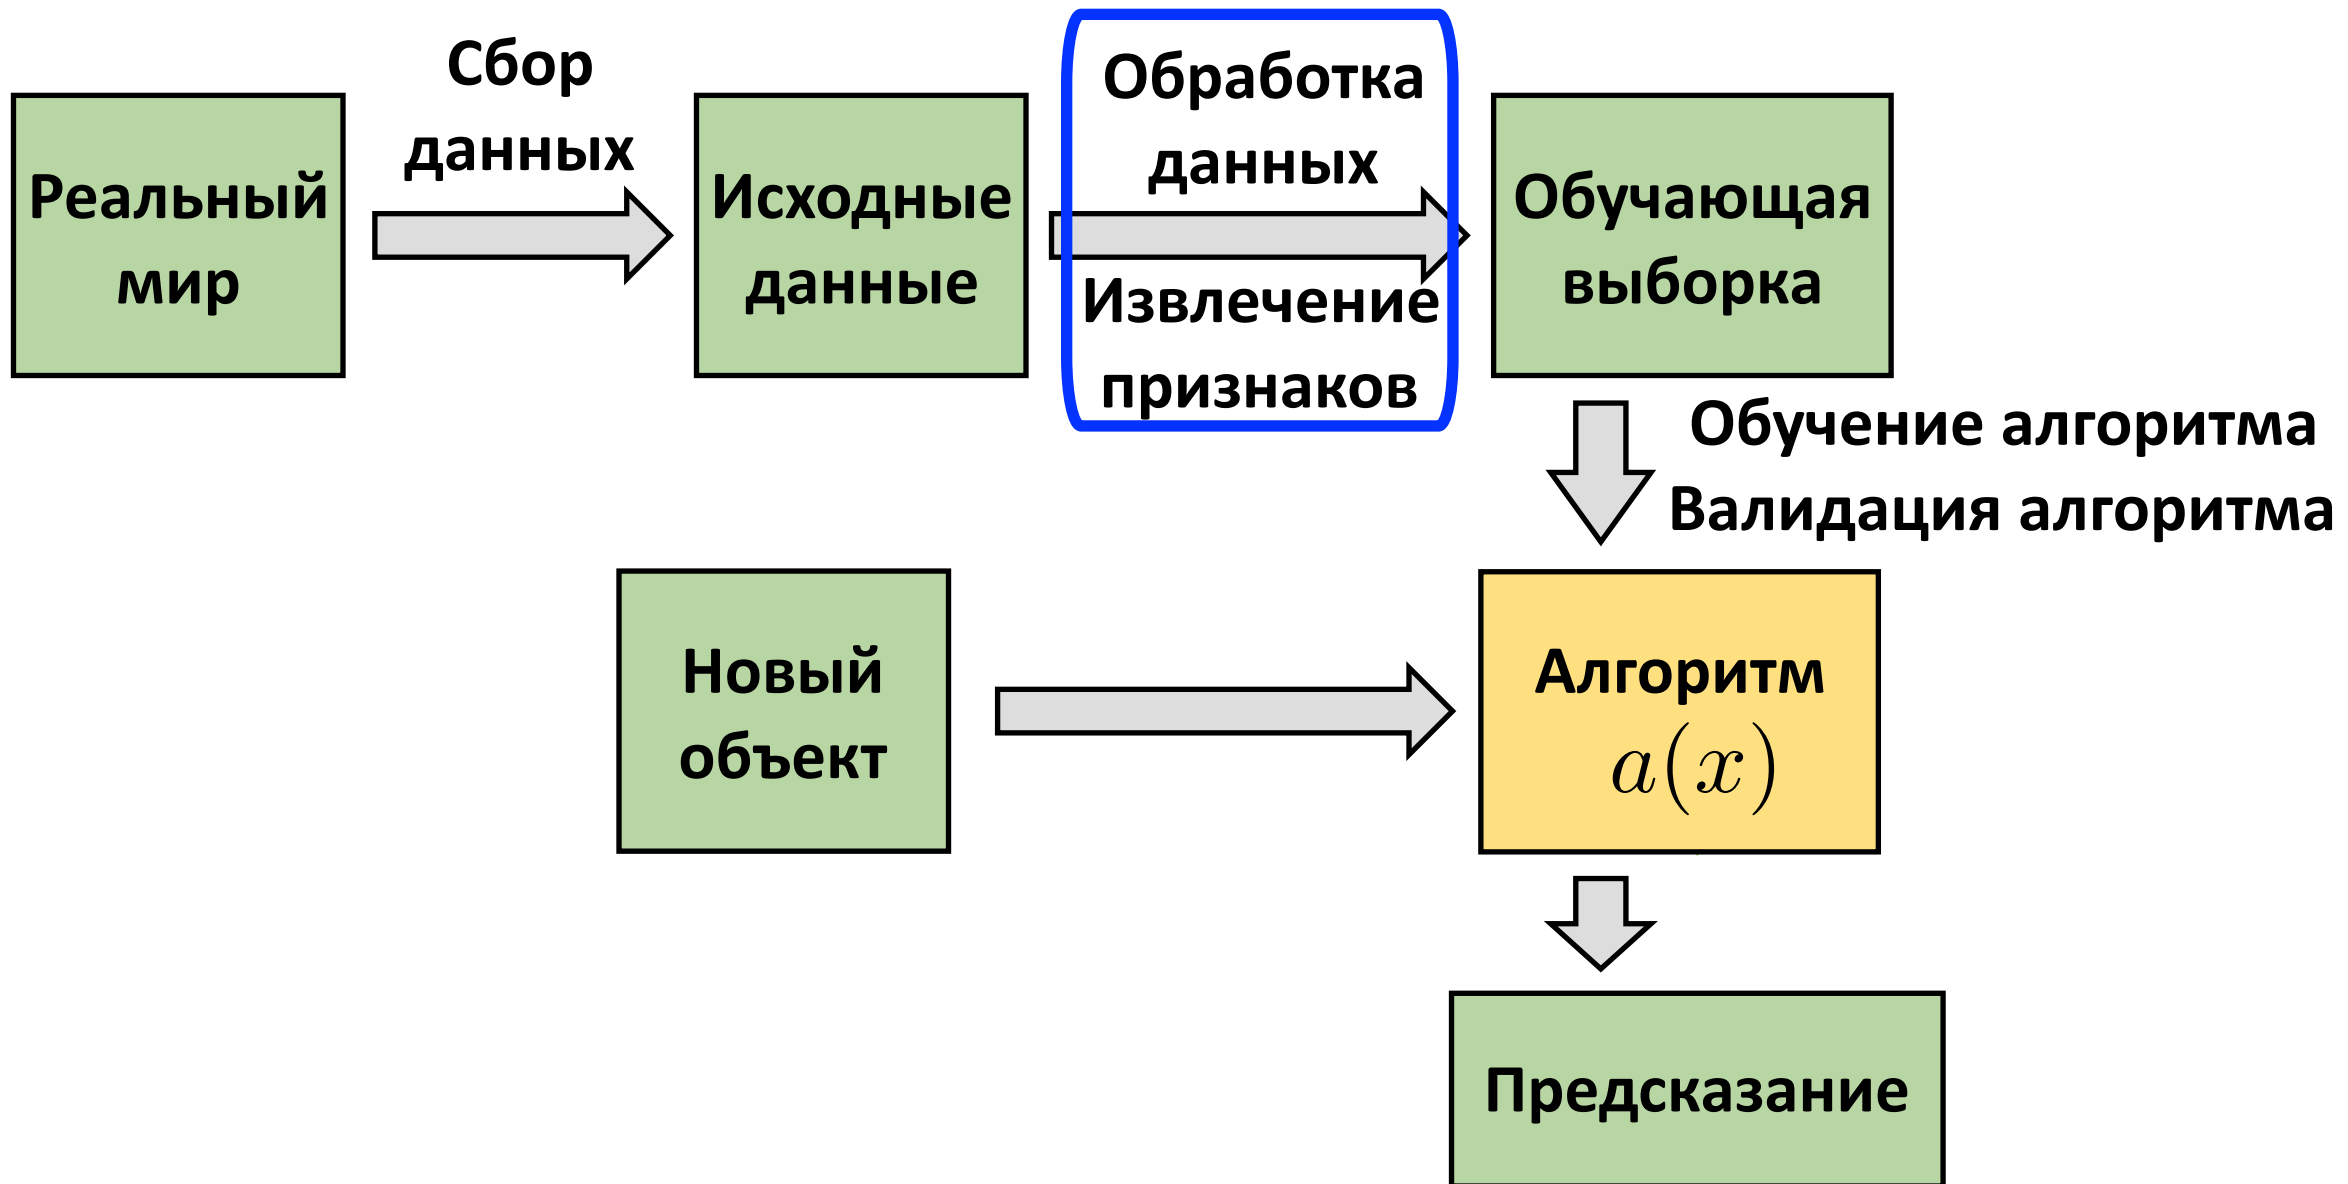 Реальный
мир
Сбор
данных
Исходные
данные
Обработка
данных
Извлечение
признаков
Обучающая
выборка
Обучение алгоритма
Валидация алгоритма
Новый
объект
Алгоритм
a(x)
Предсказание